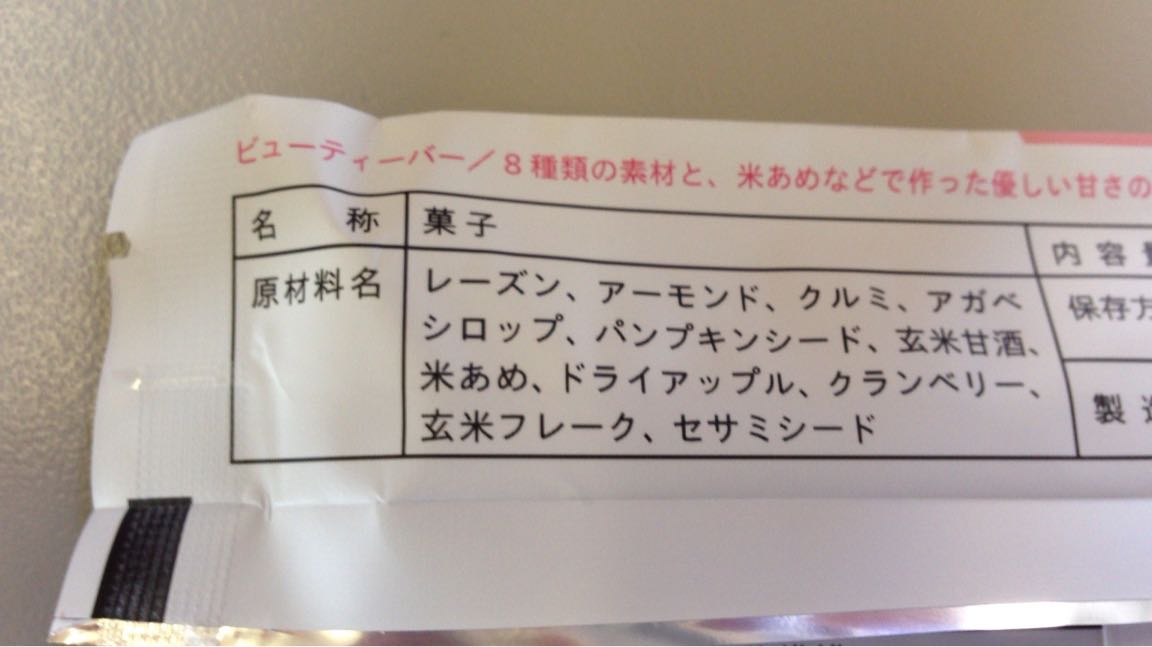 ビューティーバー／8種類の素材と、米あめなどで作った優しい甘さの
名称 菓子
内容
原材料名 レーズン、アーモンド、クルミ、アガベ
シロップ、パンプキンシード、玄米甘酒、
米あめ、ドライアップル、クランベリー、
玄米フレーク、セサミシード
保存方
製造